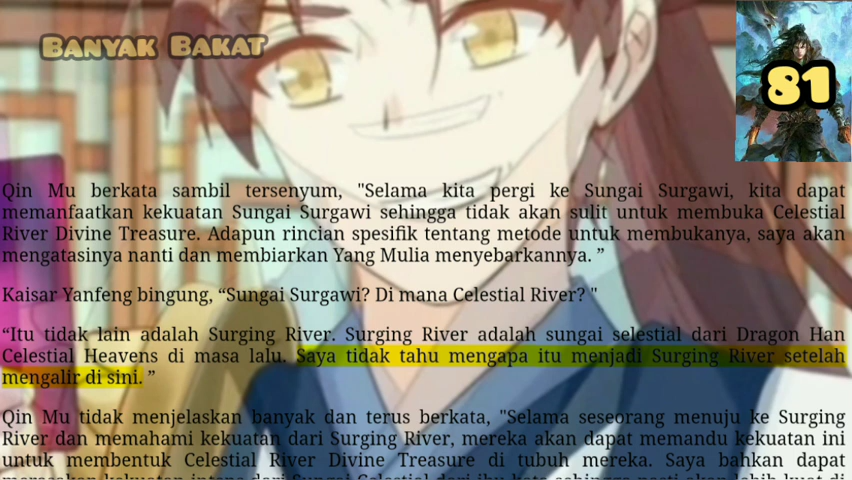 Banyak Bakat
81
Qin Mu berkata sambil tersenyum, "Selama kita pergi ke Sungai Surgawi, kita dapat
memanfaatkan kekuatan Sungai Surgawi sehingga tidak akan sulit untuk membuka Celestial
River Divine Treasure. Adapun rincian spesifik tentang metode untuk membukanya, saya akan
mengatasinya nanti dan membiarkan Yang Mulia menyebarkannya. ”
Kaisar Yanfeng bingung, “Sungai Surgawi? Di mana Celestial River? "
“Itu tidak lain adalah Surging River. Surging River adalah sungai selestial dari Dragon Han
Celestial Heavens di masa lalu. Saya tidak tahu mengapa itu menjadi Surging River setelah
mengalir di sini. ”
Qin Mu tidak menjelaskan banyak dan terus berkata, "Selama seseorang menuju ke Surging
River dan memahami kekuatan dari Surging River, mereka akan dapat memandu kekuatan ini
untuk membentuk Celestial River Divine Treasure di tubuh mereka. Saya bahkan dapat